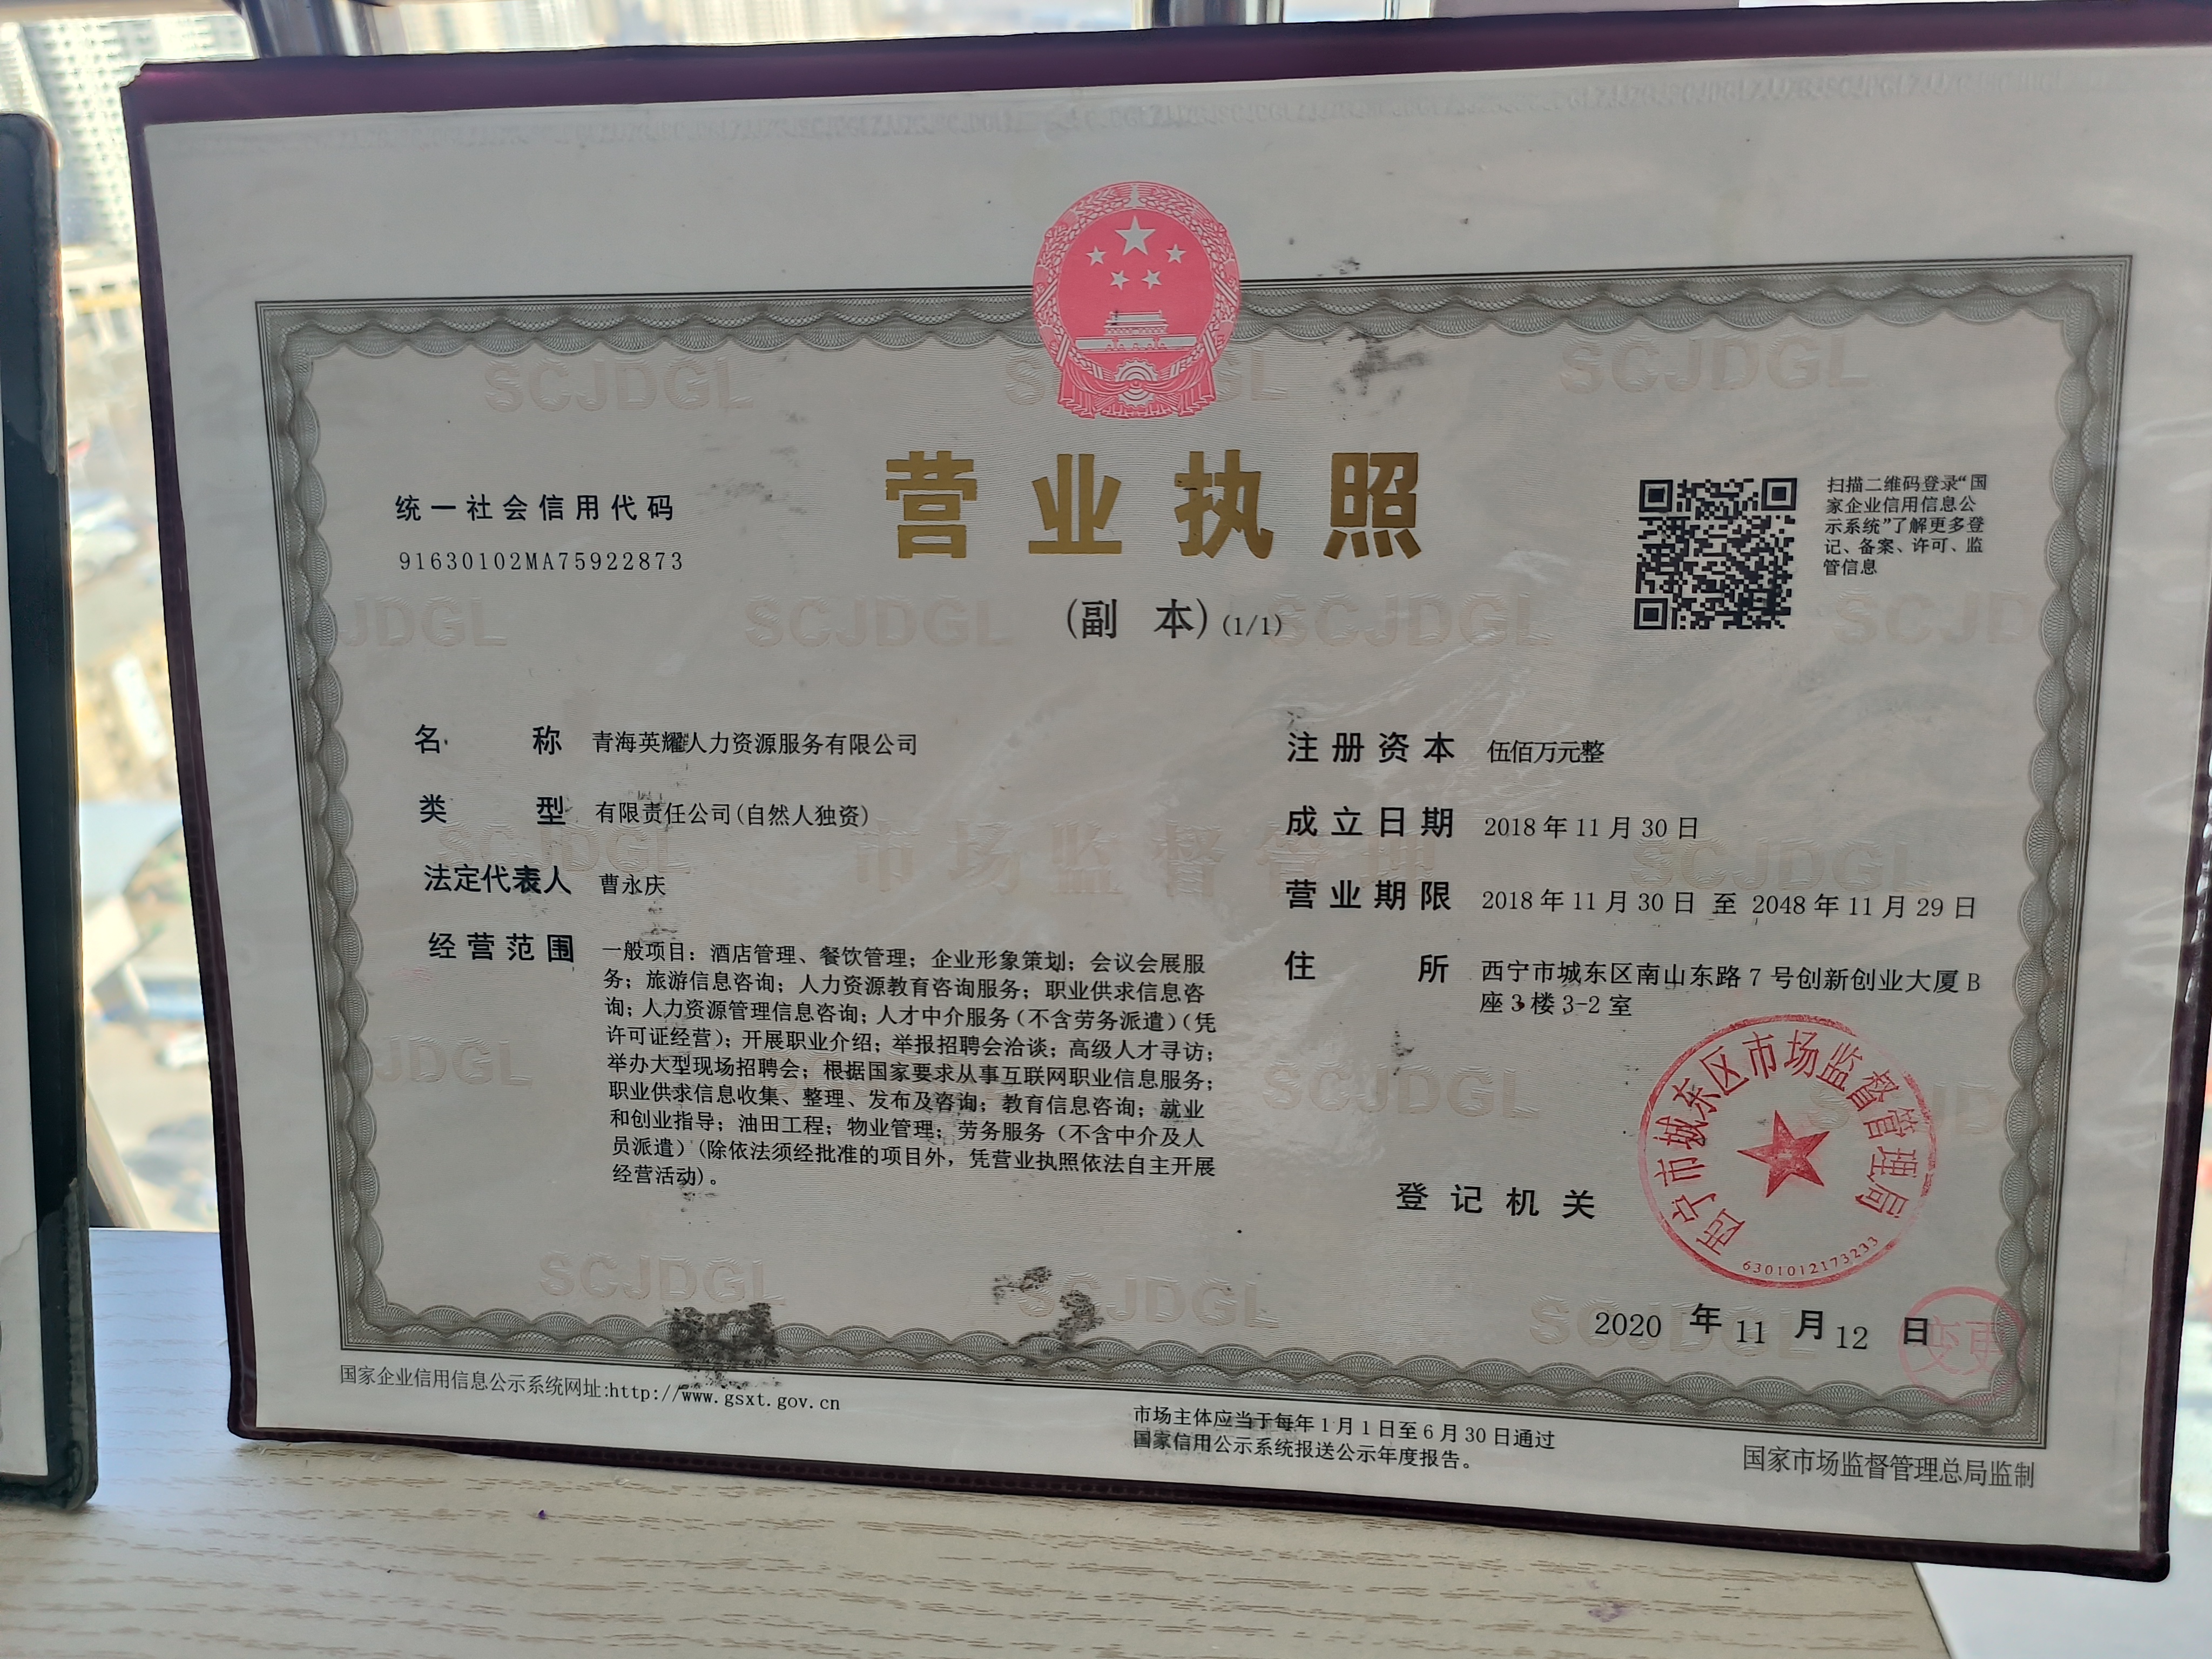 营业执照
(副 本)(1/1)
统一社会信用代码
91630102MA75922873
扫描二维码登录“国
家企业信用信息公
示系统”了解更多登
记、备案、许可、监
管信息
名 称 青海英耀人力资源服务有限公司
类 型 有限责任公司(自然人独资)
法定代表人 曹永庆
经营范围 一般项目：酒店管理、餐饮管理；企业形象策划；会议会展服
务；旅游信息咨询；人力资源教育咨询服务；职业供求信息咨
询；人力资源管理信息咨询；人才中介服务（不含劳务派遣）（凭
许可证经营）；开展职业介绍；举报招聘会洽谈；高级人才寻访；
举办大型现场招聘会；根据国家要求从事互联网职业信息服务；
职业供求信息收集、整理、发布及咨询；教育信息咨询；就业
和创业指导；油田工程；物业管理；劳务服务（不含中介及人
员派遣）(除依法须经批准的项目外，凭营业执照依法自主开展
经营活动)。
注册资本 伍佰万元整
成立日期 2018年11月30日
营业期限 2018年11月30日 至 2048年11月29日
住 所 西宁市城东区南山东路7号创新创业大厦B
座3楼3-2室
登记机关
西宁市城东区市场监督管理局
6301012173233
2020 年 11 月 12 日
变更
国家企业信用信息公示系统网址:http://www.gsxt.gov.cn
市场主体应当于每年1月1日至6月30日通过
国家信用公示系统报送公示年度报告。
国家市场监督管理总局监制
SCJDGL
市场监督管理